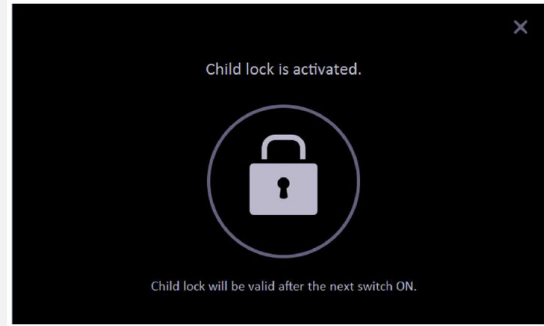 Child lock is activated.
Child lock will be valid after the next switch ON.